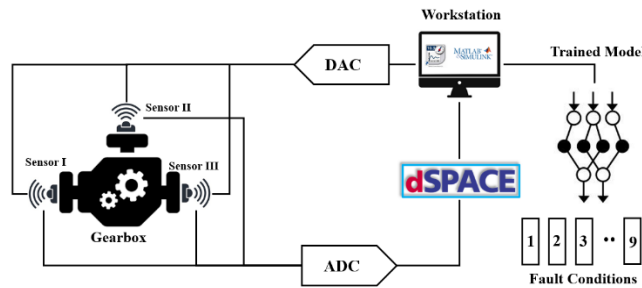 Workstation
DAC
MATLAB
SIMULINK
Trained Model
Sensor II
Sensor I
Sensor III
dSPACE
Gearbox
ADC
1 2 3 •• 9
Fault Conditions